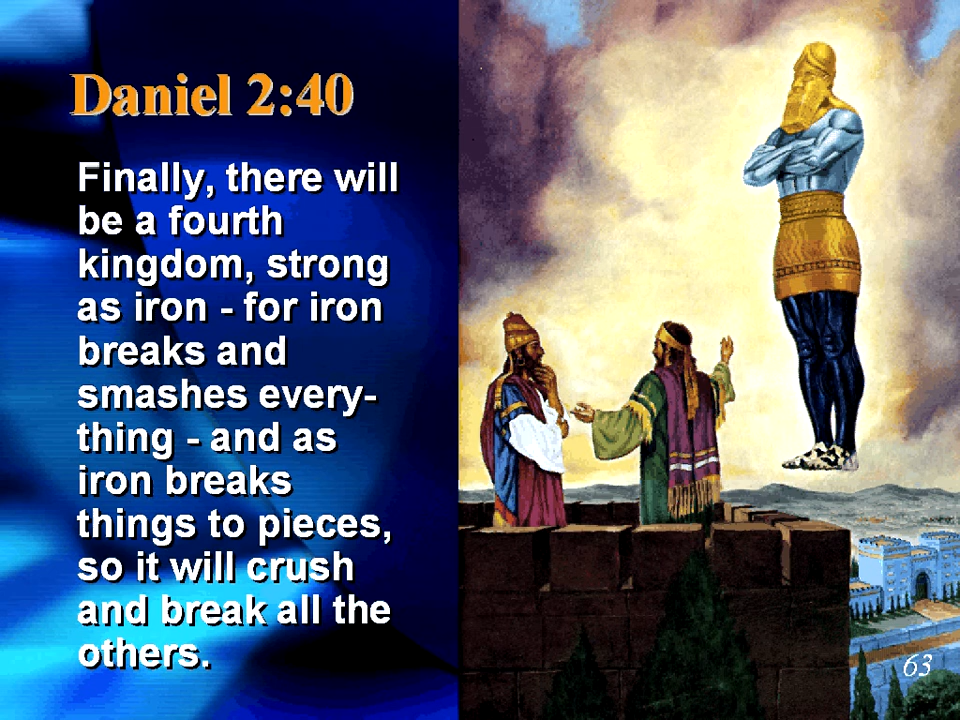 Daniel 2:40
Finally, there will
be a fourth
kingdom, strong
as iron - for iron
breaks and
smashes every-
thing - and as
iron breaks
things to pieces,
so it will crush
and break all the
others.
63